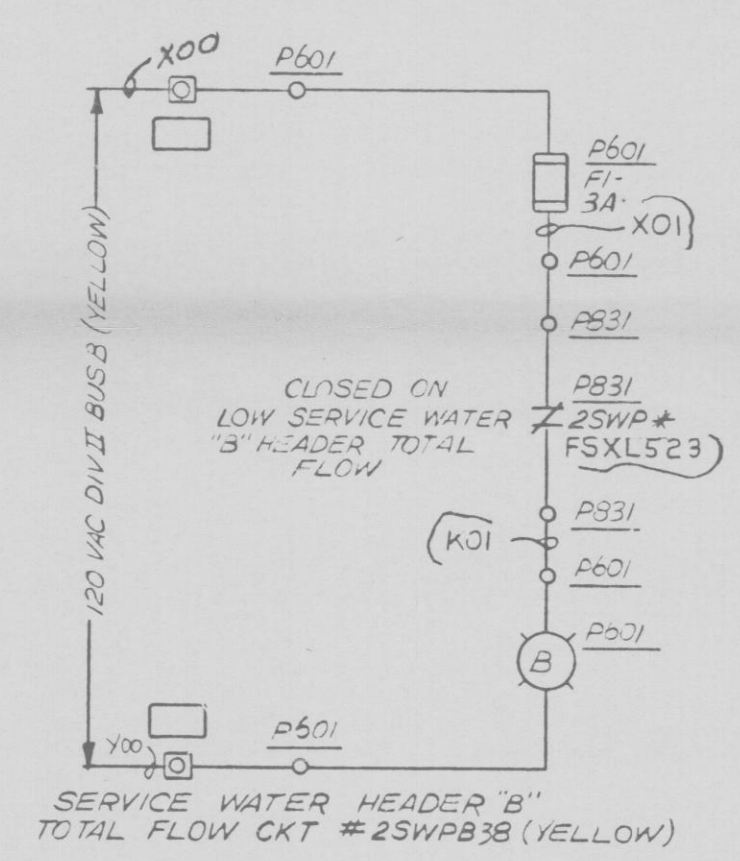 X00
P601
P601
F1-
3A
X01
P601
P831
120 VAC DIV II BUS B (YELLOW)
CLOSED ON
LOW SERVICE WATER
"B" HEADER TOTAL
FLOW
P831
2SWP*
FSXL523
P831
K01
P601
P601
B
Y00
P601
SERVICE WATER HEADER "B"
TOTAL FLOW CKT #2SWPB38 (YELLOW)